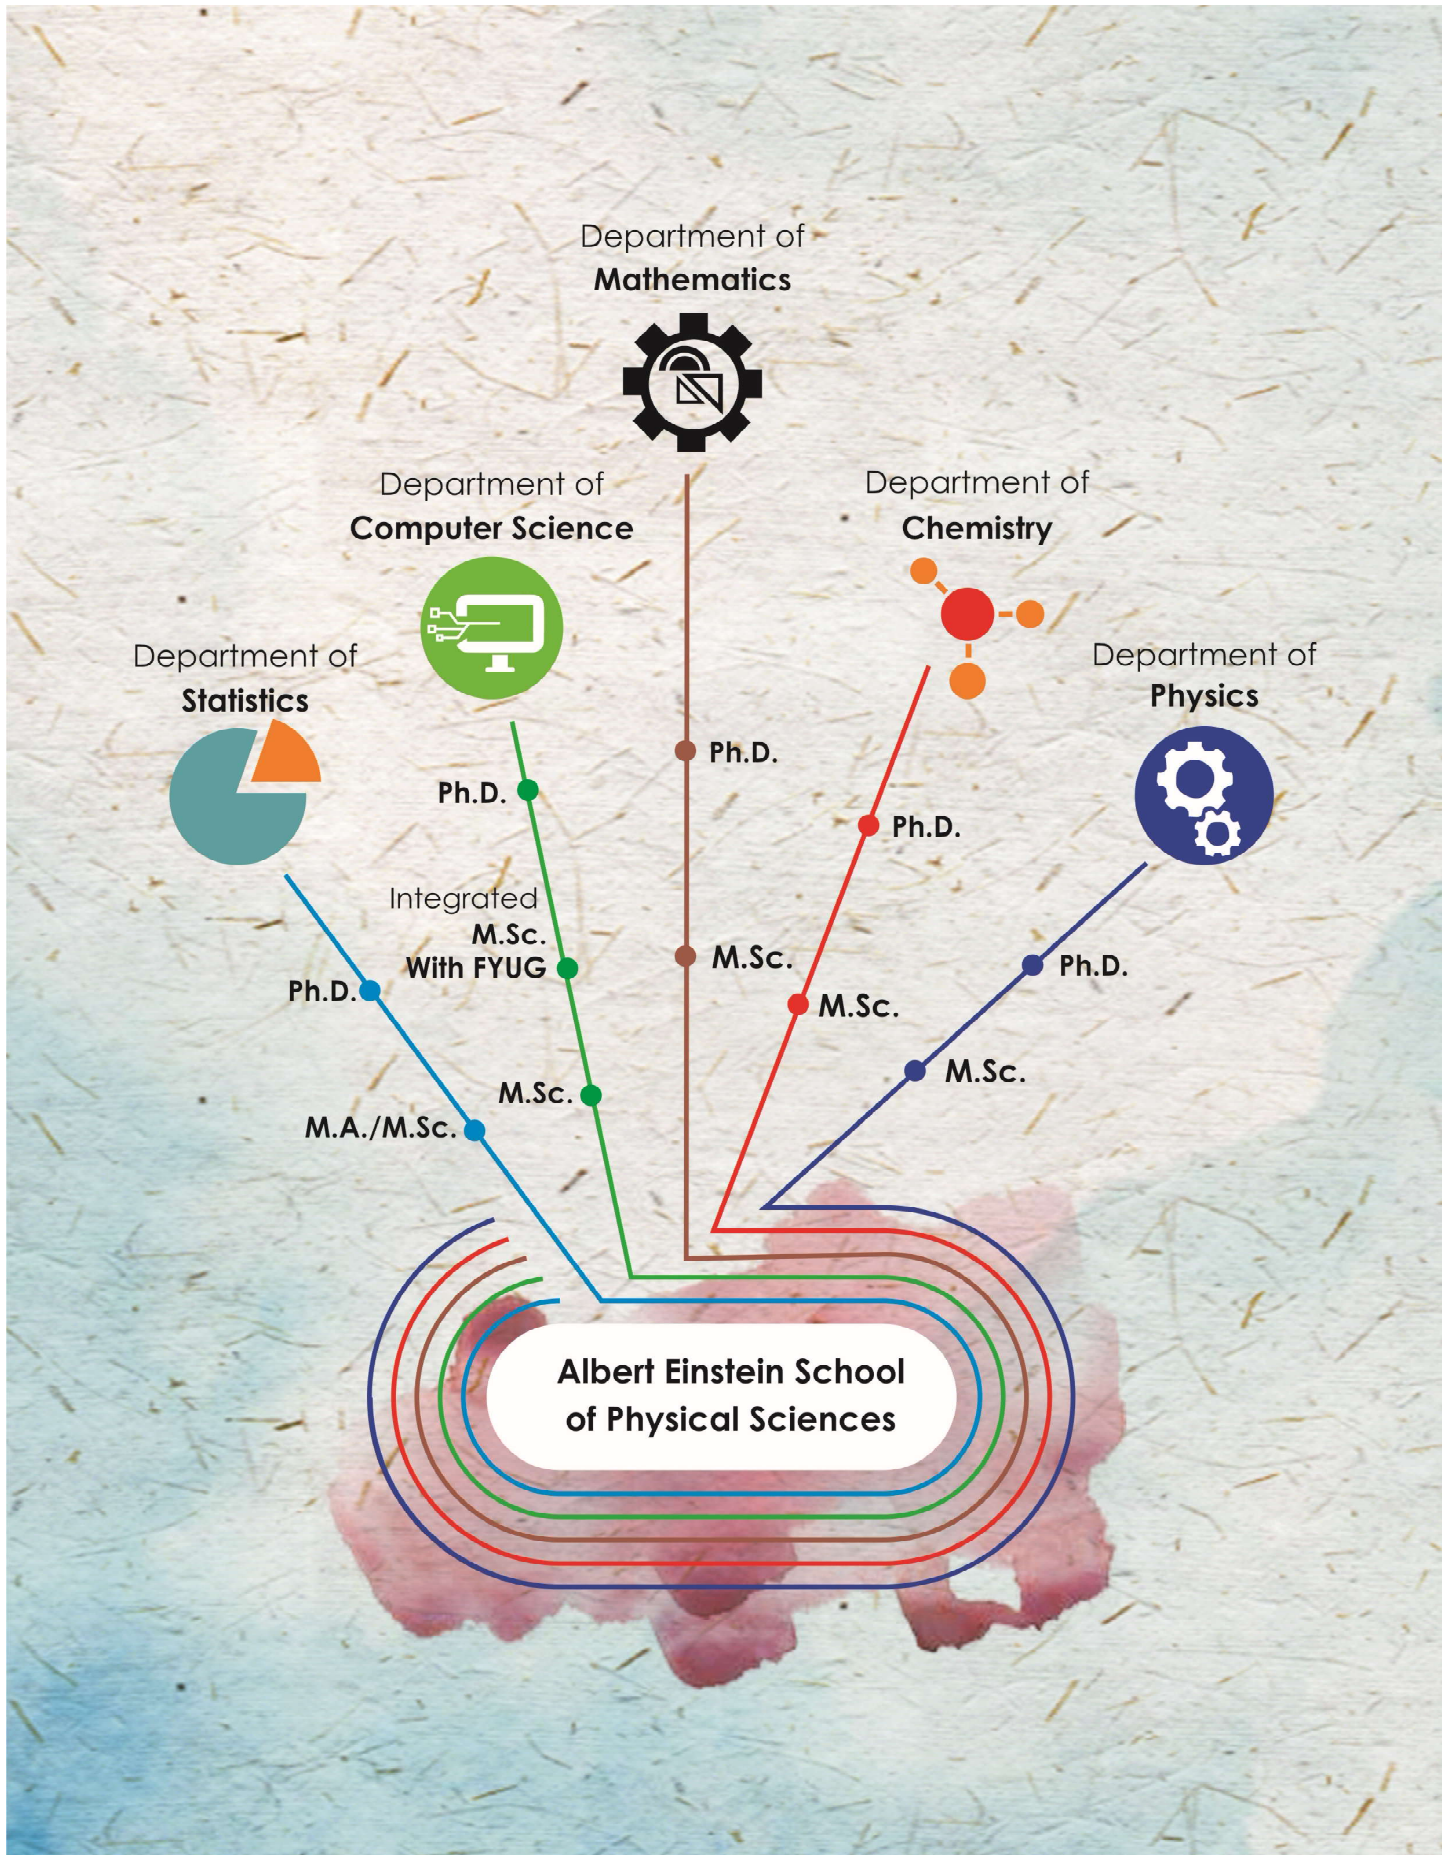 Department of
Mathematics
Department of
Computer Science
Department of
Chemistry
Department of
Statistics
Department of
Physics
Ph.D.
Ph.D.
Ph.D.
Integrated
M.Sc.
With FYUG
M.Sc.
Ph.D.
Ph.D.
M.Sc.
M.Sc.
M.Sc.
M.A./M.Sc.
Albert Einstein School
of Physical Sciences